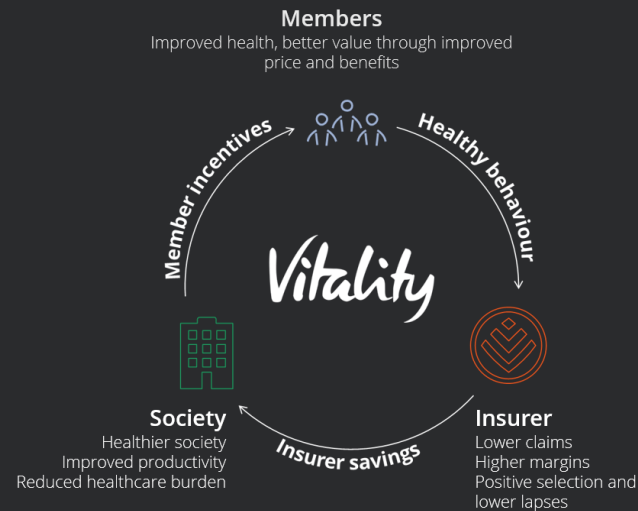 Members
Improved health, better value through improved
price and benefits
Member incentives
Healthy behaviour
Vitality
Society
Healthier society
Improved productivity
Reduced healthcare burden
Insurer savings
Insurer
Lower claims
Higher margins
Positive selection and
lower lapses